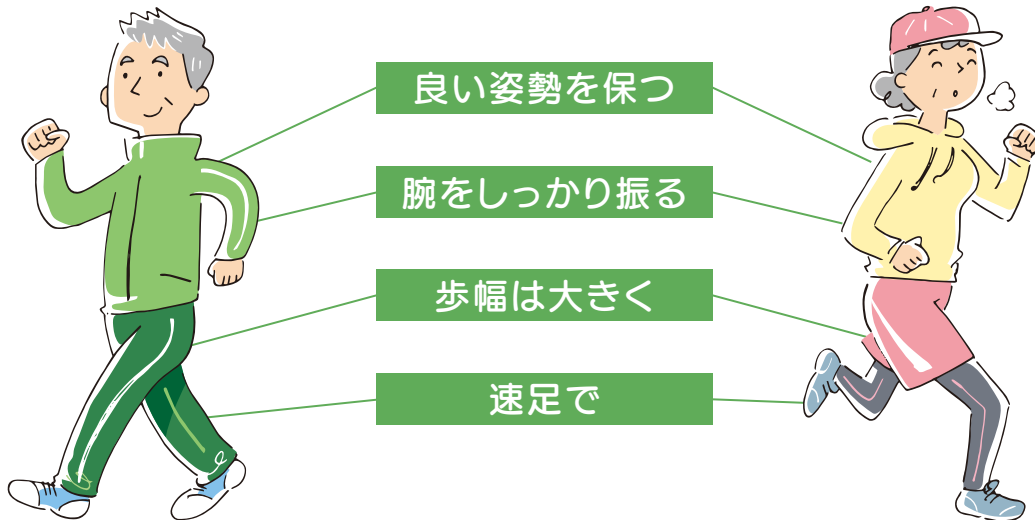 良い姿勢を保つ
腕をしっかり振る
歩幅は大きく
速足で